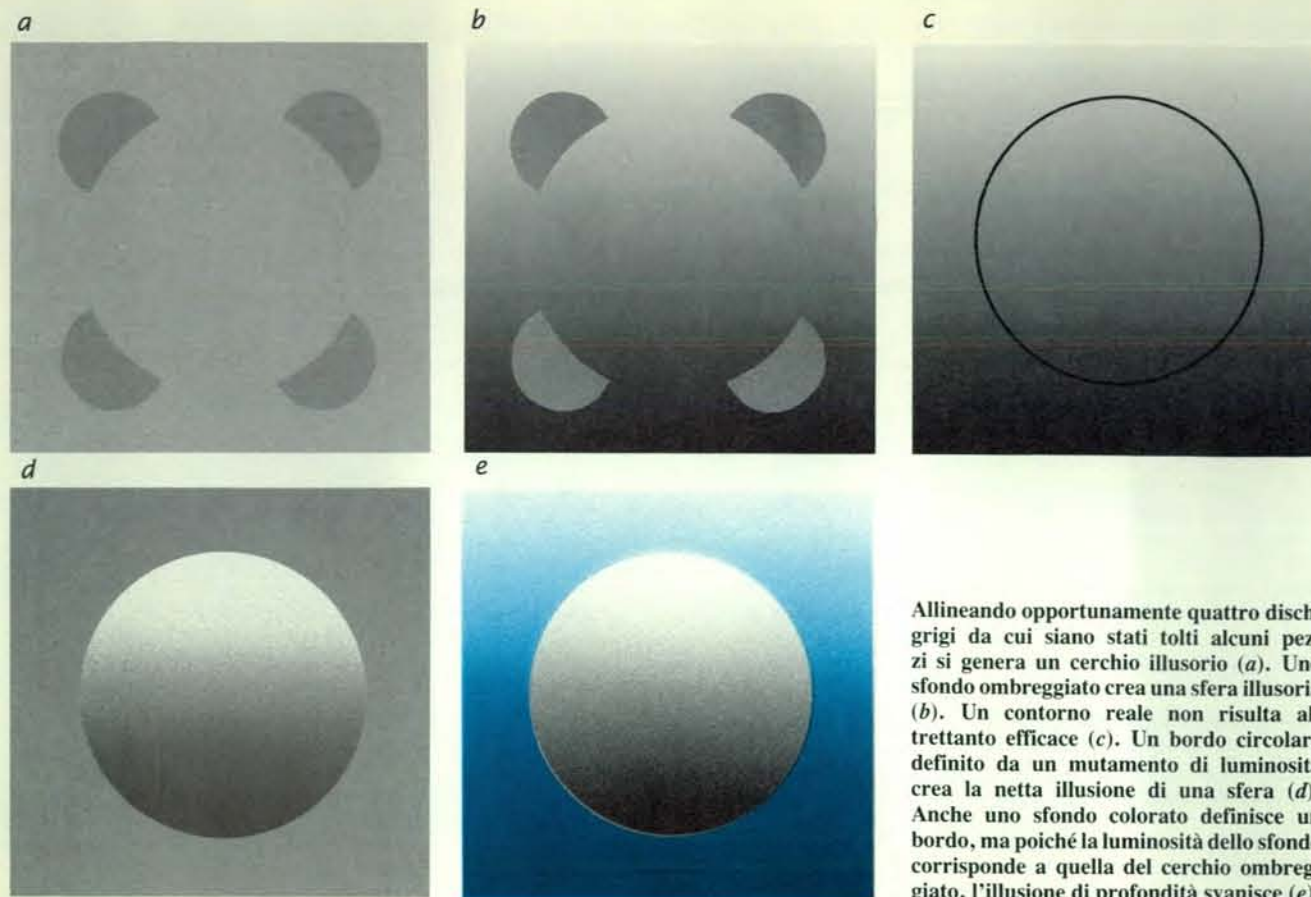 a
b
c
d
e
Allineando opportunamente quattro disch
grigi da cui siano stati tolti alcuni pez
zi si genera un cerchio illusorio (a). Un
sfondo ombreggiato crea una sfera illusori
(b). Un contorno reale non risulta al
trettanto efficace (c). Un bordo circolar
definito da un mutamento di luminosit
crea la netta illusione di una sfera (d)
Anche uno sfondo colorato definisce u
bordo, ma poiché la luminosità dello sfond
corrisponde a quella del cerchio ombreg
giato, l'illusione di profondità svanisce (e)